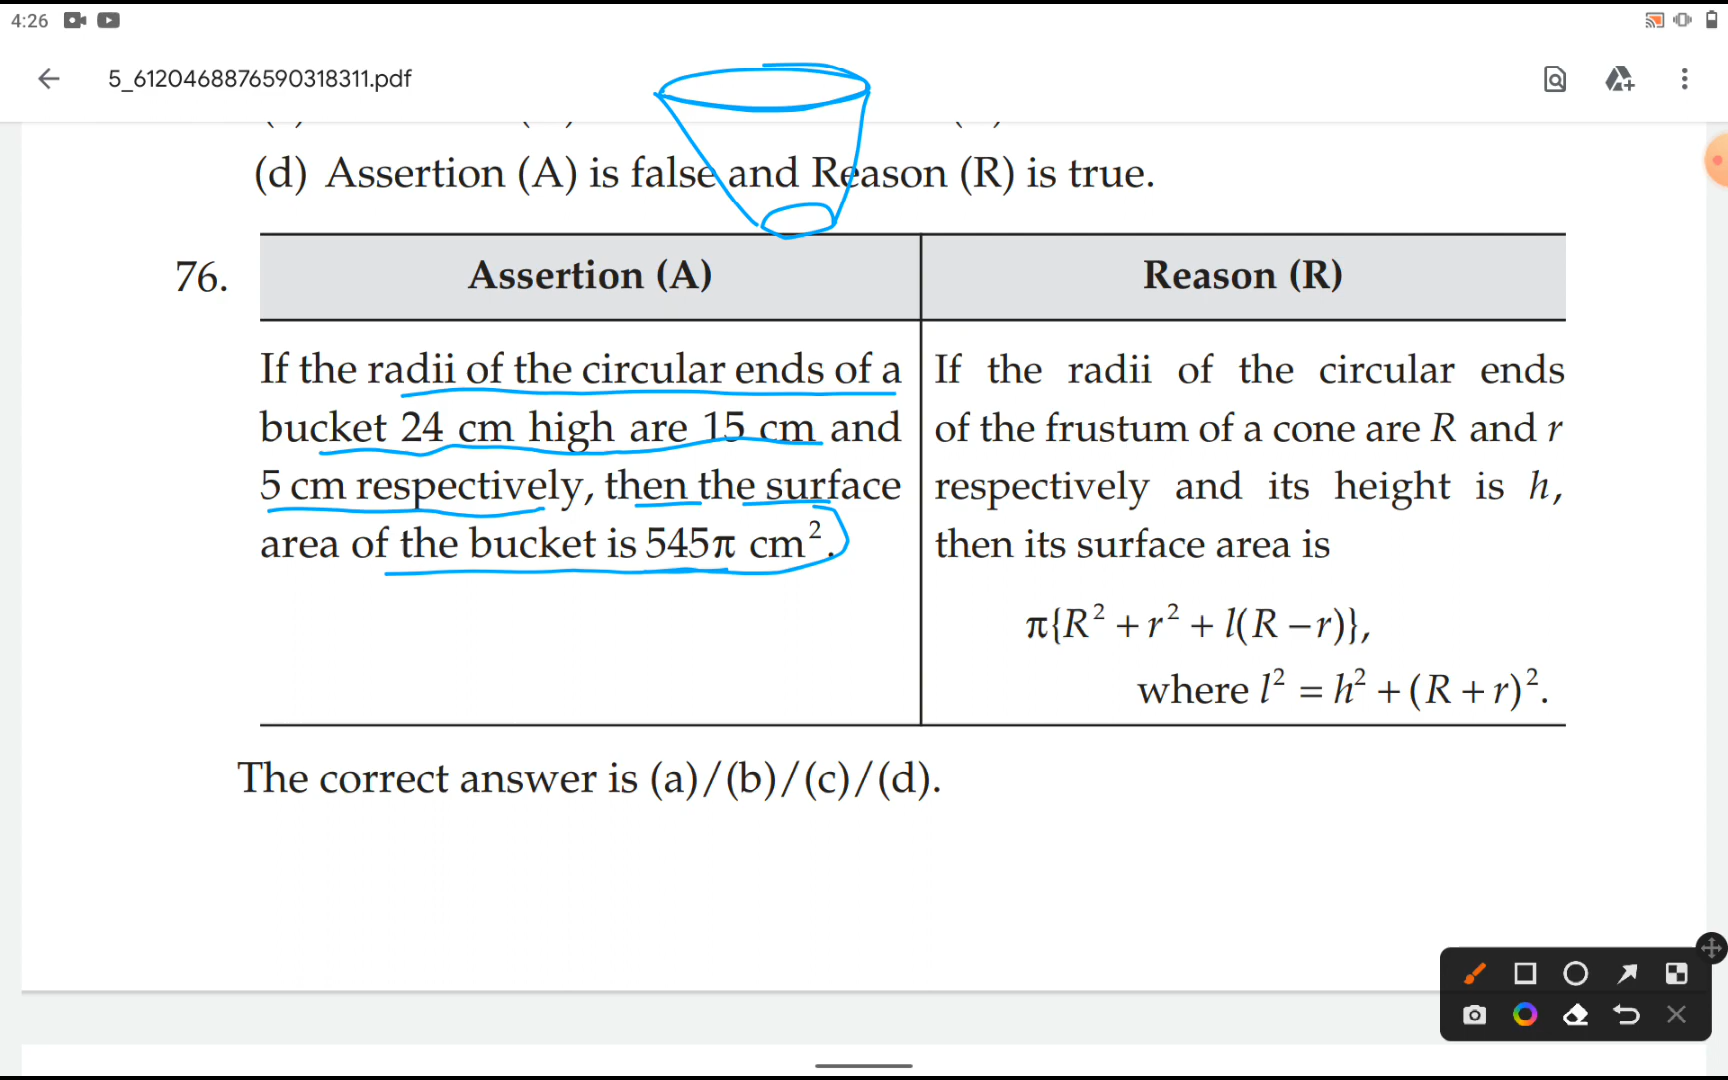 4:26
5_6120468876590318311.pdf
(d) Assertion (A) is false and Reason (R) is true.
76.
Assertion (A)
Reason (R)
If the radii of the circular ends of a
bucket 24 cm high are 15 cm and
5 cm respectively, then the surface
area of the bucket is 545π cm².
If the radii of the circular ends
of the frustum of a cone are R and r
respectively and its height is h,
then its surface area is
π{R² + r² + l(R – r)},
where l² = h² + (R + r)².
The correct answer is (a)/(b)/(c)/(d).